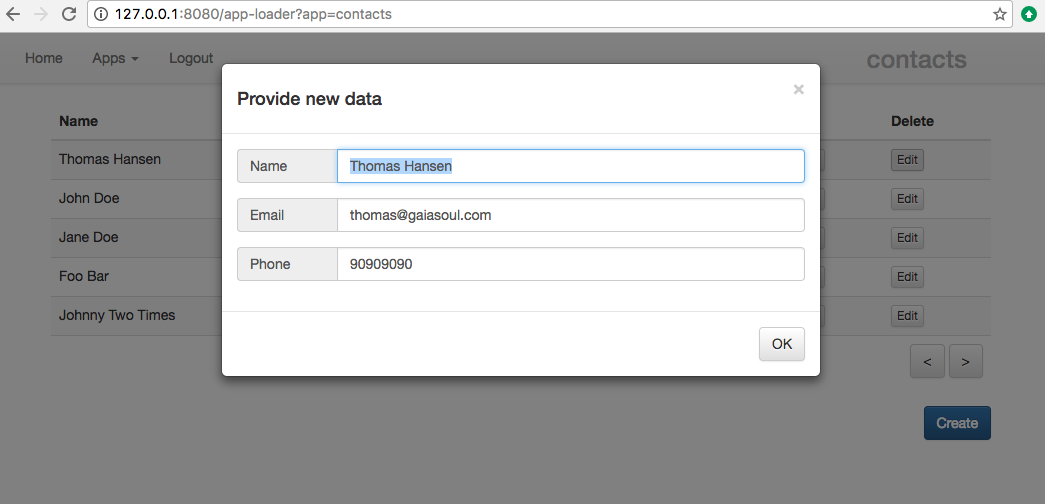 127.0.0.1:8080/app-loader?app=contacts
Home Apps Logout contacts
Provide new data ×
Name Delete
Name Thomas Hansen
Email thomas@gaiasoul.com
Phone 90909090
OK
Thomas Hansen Edit
John Doe Edit
Jane Doe Edit
Foo Bar Edit
Johnny Two Times Edit
< >
Create